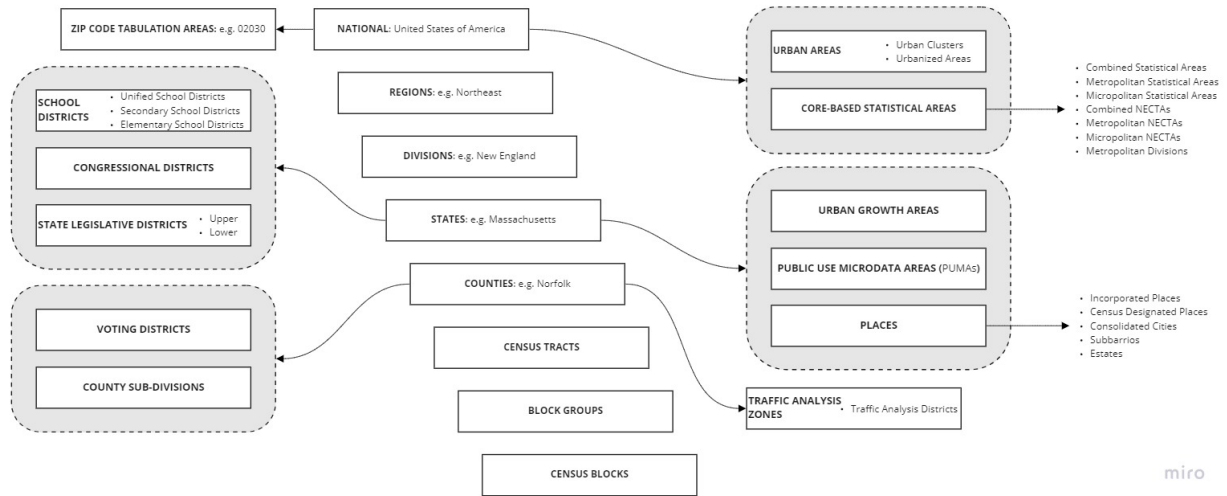 ZIP CODE TABULATION AREAS: e.g. 02030
NATIONAL: United States of America
REGIONS: e.g. Northeast
DIVISIONS: e.g. New England
STATES: e.g. Massachusetts
COUNTIES: e.g. Norfolk
CENSUS TRACTS
BLOCK GROUPS
CENSUS BLOCKS
SCHOOL
DISTRICTS
• Unified School Districts
• Secondary School Districts
• Elementary School Districts
CONGRESSIONAL DISTRICTS
STATE LEGISLATIVE DISTRICTS
• Upper
• Lower
VOTING DISTRICTS
COUNTY SUB-DIVISIONS
URBAN AREAS
• Urban Clusters
• Urbanized Areas
CORE-BASED STATISTICAL AREAS
• Combined Statistical Areas
• Metropolitan Statistical Areas
• Micropolitan Statistical Areas
• Combined NECTAs
• Metropolitan NECTAs
• Micropolitan NECTAs
• Metropolitan Divisions
URBAN GROWTH AREAS
PUBLIC USE MICRODATA AREAS (PUMAs)
PLACES
• Incorporated Places
• Census Designated Places
• Consolidated Cities
• Subbarrios
• Estates
TRAFFIC ANALYSIS
ZONES
• Traffic Analysis Districts
miro